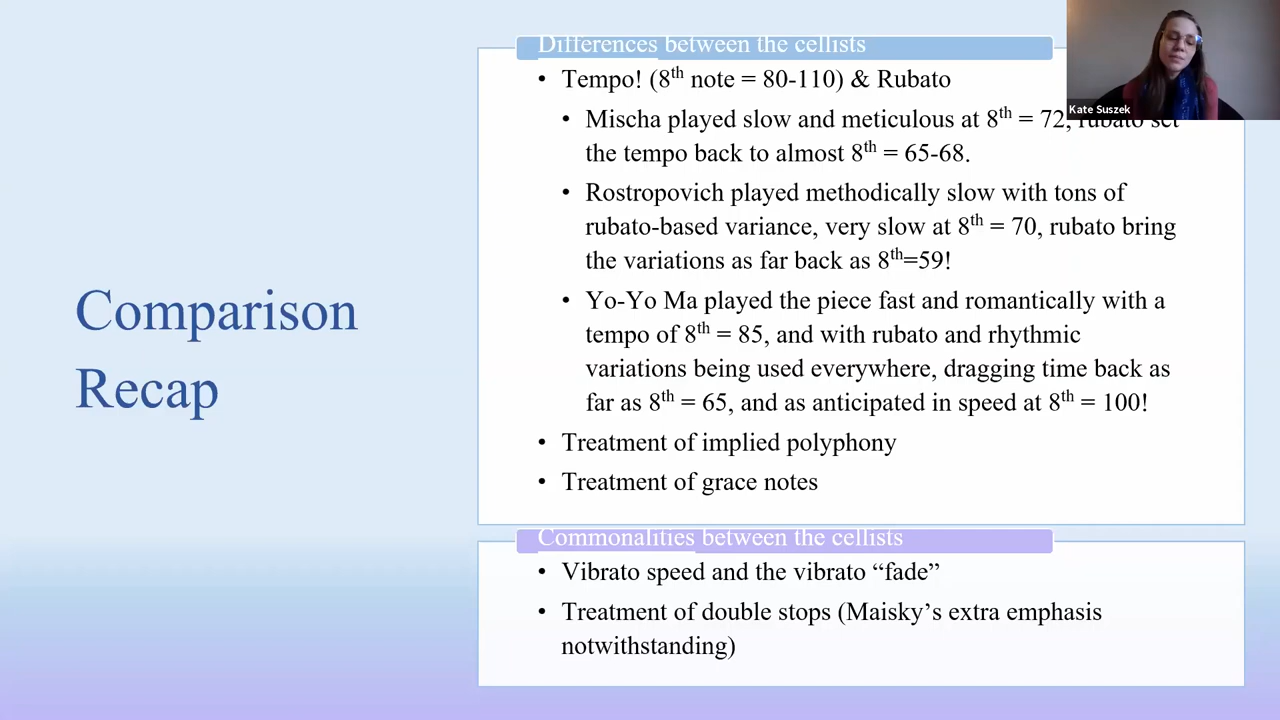 Differences between the cellists
• Tempo! (8th note = 80-110) & Rubato
• Mischa played slow and meticulous at 8th = 72, rubato set
the tempo back to almost 8th = 65-68.
• Rostropovich played methodically slow with tons of
rubato-based variance, very slow at 8th = 70, rubato bring
the variations as far back as 8th=59!
• Yo-Yo Ma played the piece fast and romantically with a
tempo of 8th = 85, and with rubato and rhythmic
variations being used everywhere, dragging time back as
far as 8th = 65, and as anticipated in speed at 8th = 100!
• Treatment of implied polyphony
• Treatment of grace notes
Commonalities between the cellists
• Vibrato speed and the vibrato “fade”
• Treatment of double stops (Maisky’s extra emphasis
notwithstanding)
Comparison
Recap
Kate Suszek